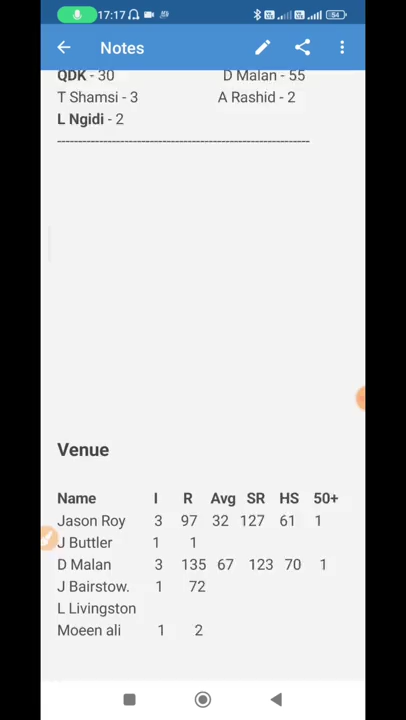 17:17 54
Notes
QDK - 30 D Malan - 55
T Shamsi - 3 A Rashid - 2
L Ngidi - 2
------------------------------------------------------------
Venue
Name I R Avg SR HS 50+
Jason Roy 3 97 32 127 61 1
J Buttler 1 1
D Malan 3 135 67 123 70 1
J Bairstow. 1 72
L Livingston
Moeen ali 1 2